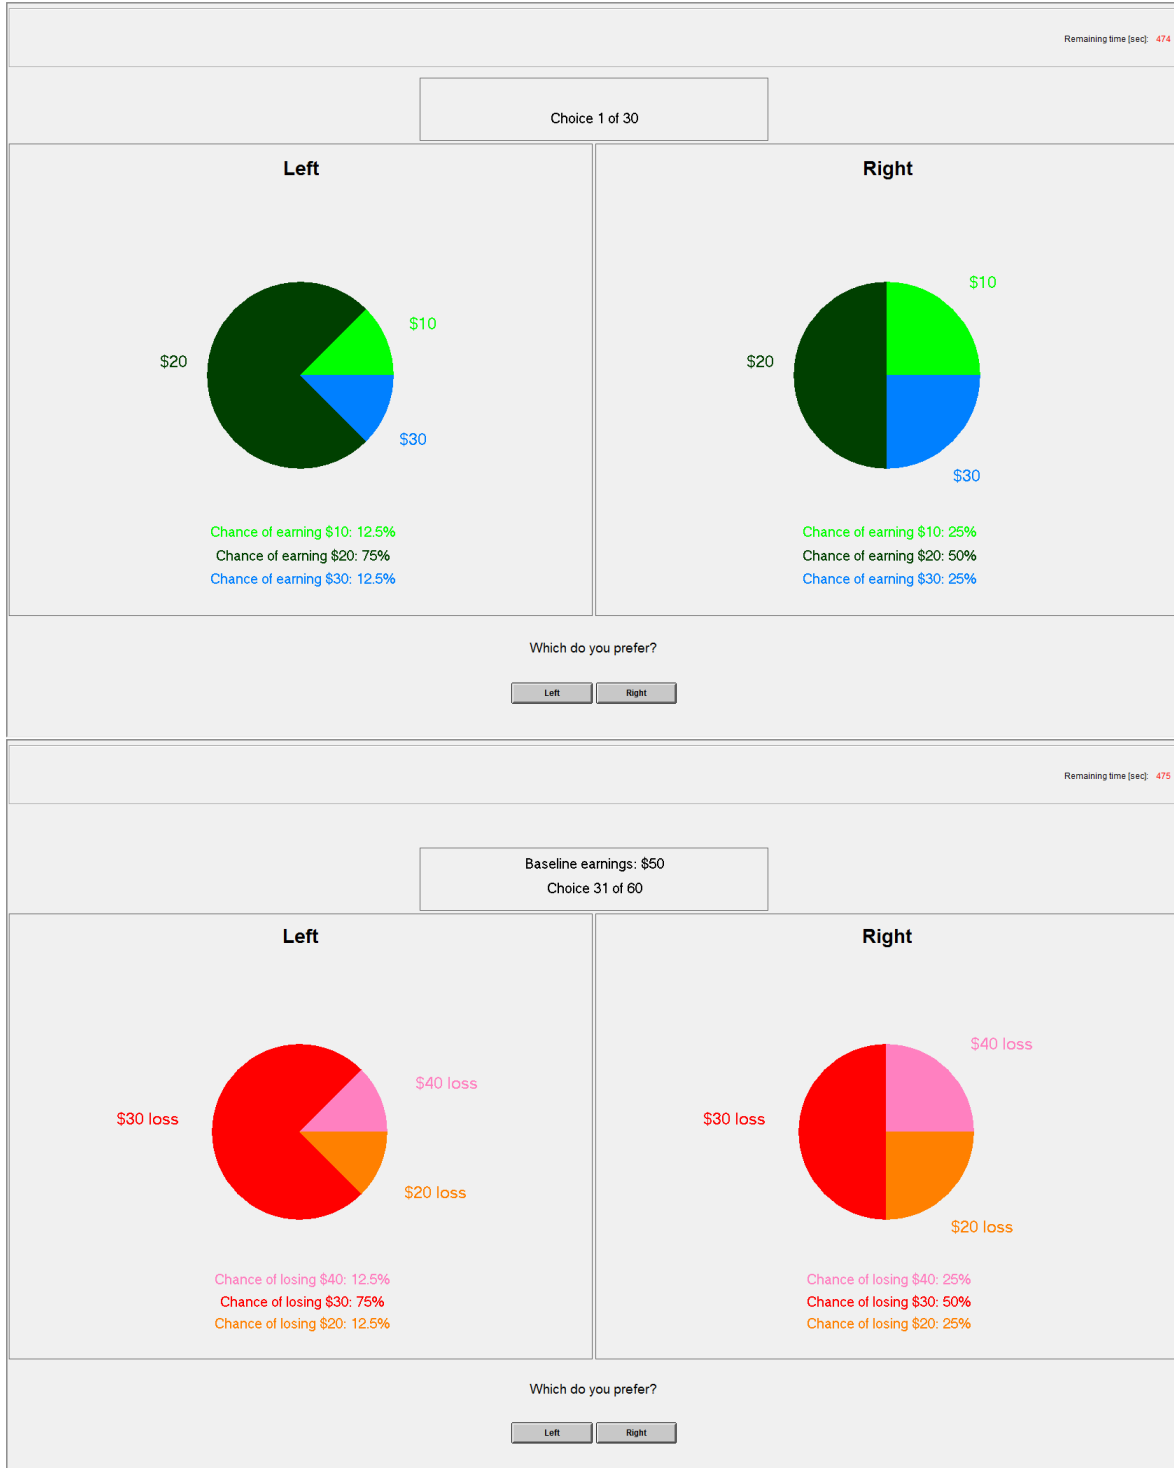 Remaining time [sec]: 474
Choice 1 of 30
Left
Right
$10
$20
$30
$10
$20
$30
Chance of earning $10: 12.5%
Chance of earning $20: 75%
Chance of earning $30: 12.5%
Chance of earning $10: 25%
Chance of earning $20: 50%
Chance of earning $30: 25%
Which do you prefer?
Left
Right
Remaining time [sec]: 475
Baseline earnings: $50
Choice 31 of 60
Left
Right
$40 loss
$30 loss
$20 loss
$40 loss
$30 loss
$20 loss
Chance of losing $40: 12.5%
Chance of losing $30: 75%
Chance of losing $20: 12.5%
Chance of losing $40: 25%
Chance of losing $30: 50%
Chance of losing $20: 25%
Which do you prefer?
Left
Right